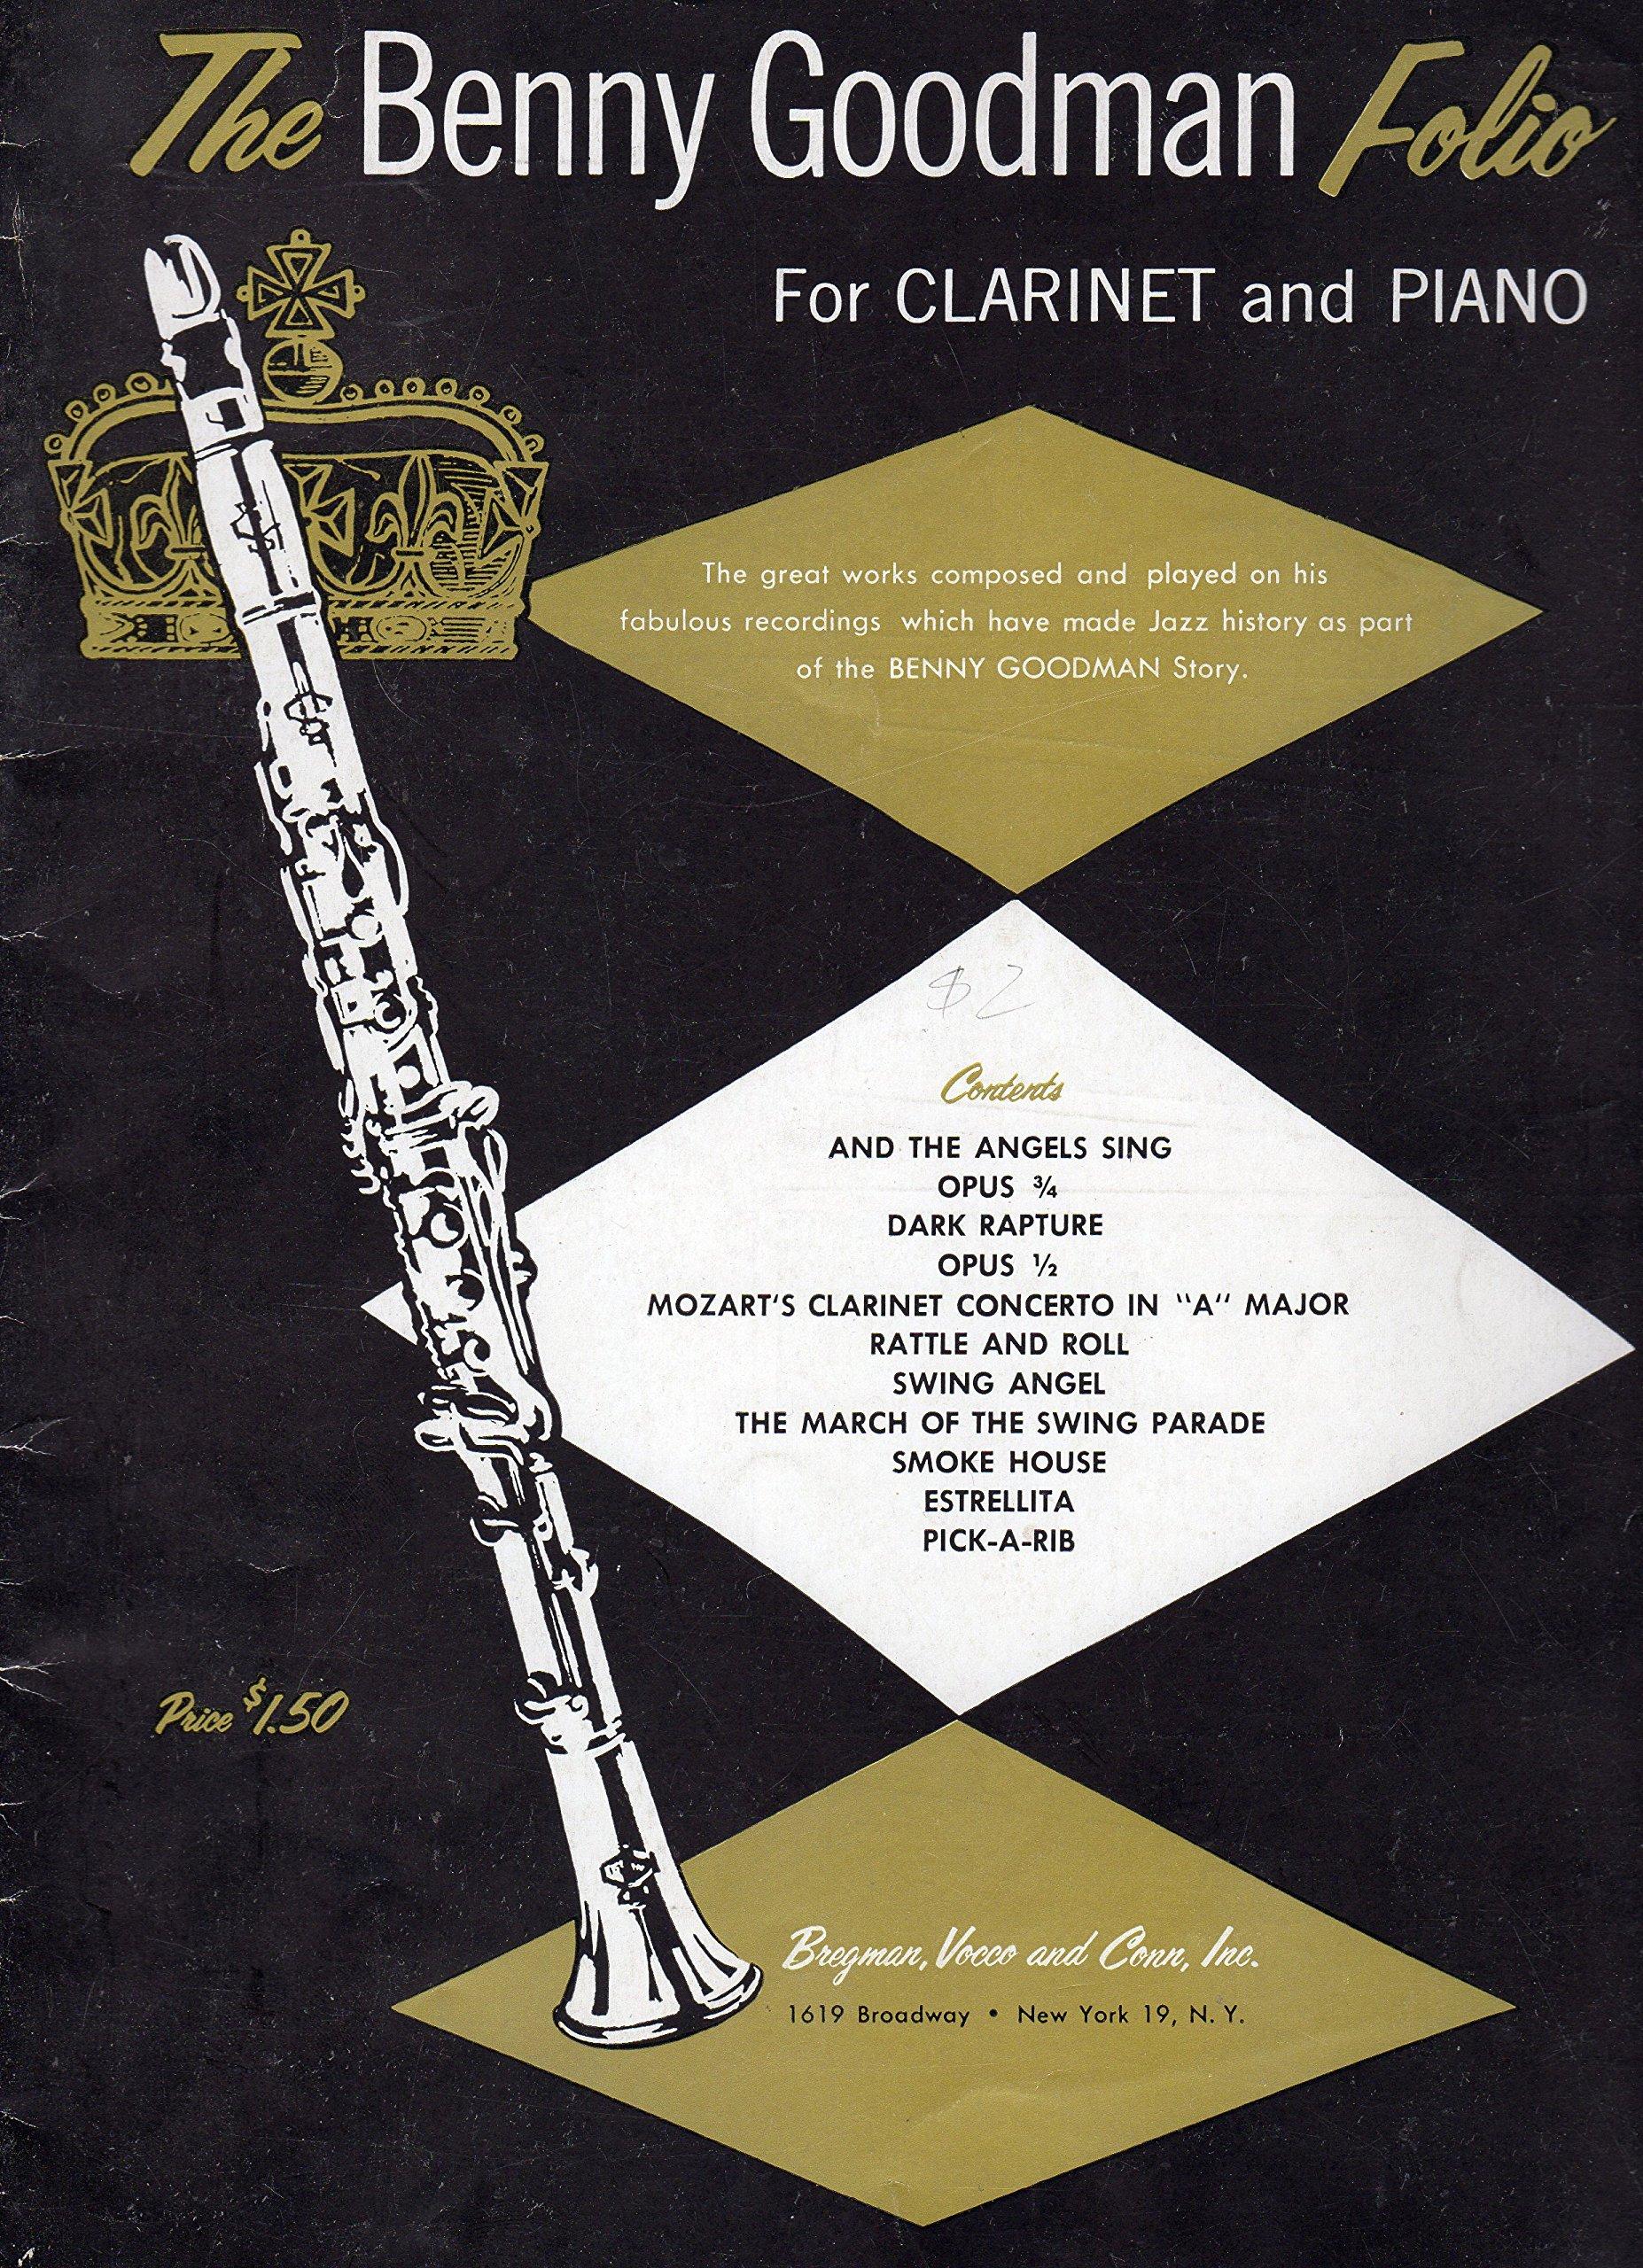 The Benny Goodman Folio
For CLARINET and PIANO
The great works composed and played on his
fabulous recordings which have made Jazz history as part
of the BENNY GOODMAN Story.
$2
Contents
AND THE ANGELS SING
OPUS ¾
DARK RAPTURE
OPUS ½
MOZART'S CLARINET CONCERTO IN "A" MAJOR
RATTLE AND ROLL
SWING ANGEL
THE MARCH OF THE SWING PARADE
SMOKE HOUSE
ESTRELLITA
PICK-A-RIB
Price $1.50
Bregman, Vocco and Conn, Inc.
1619 Broadway • New York 19, N. Y.